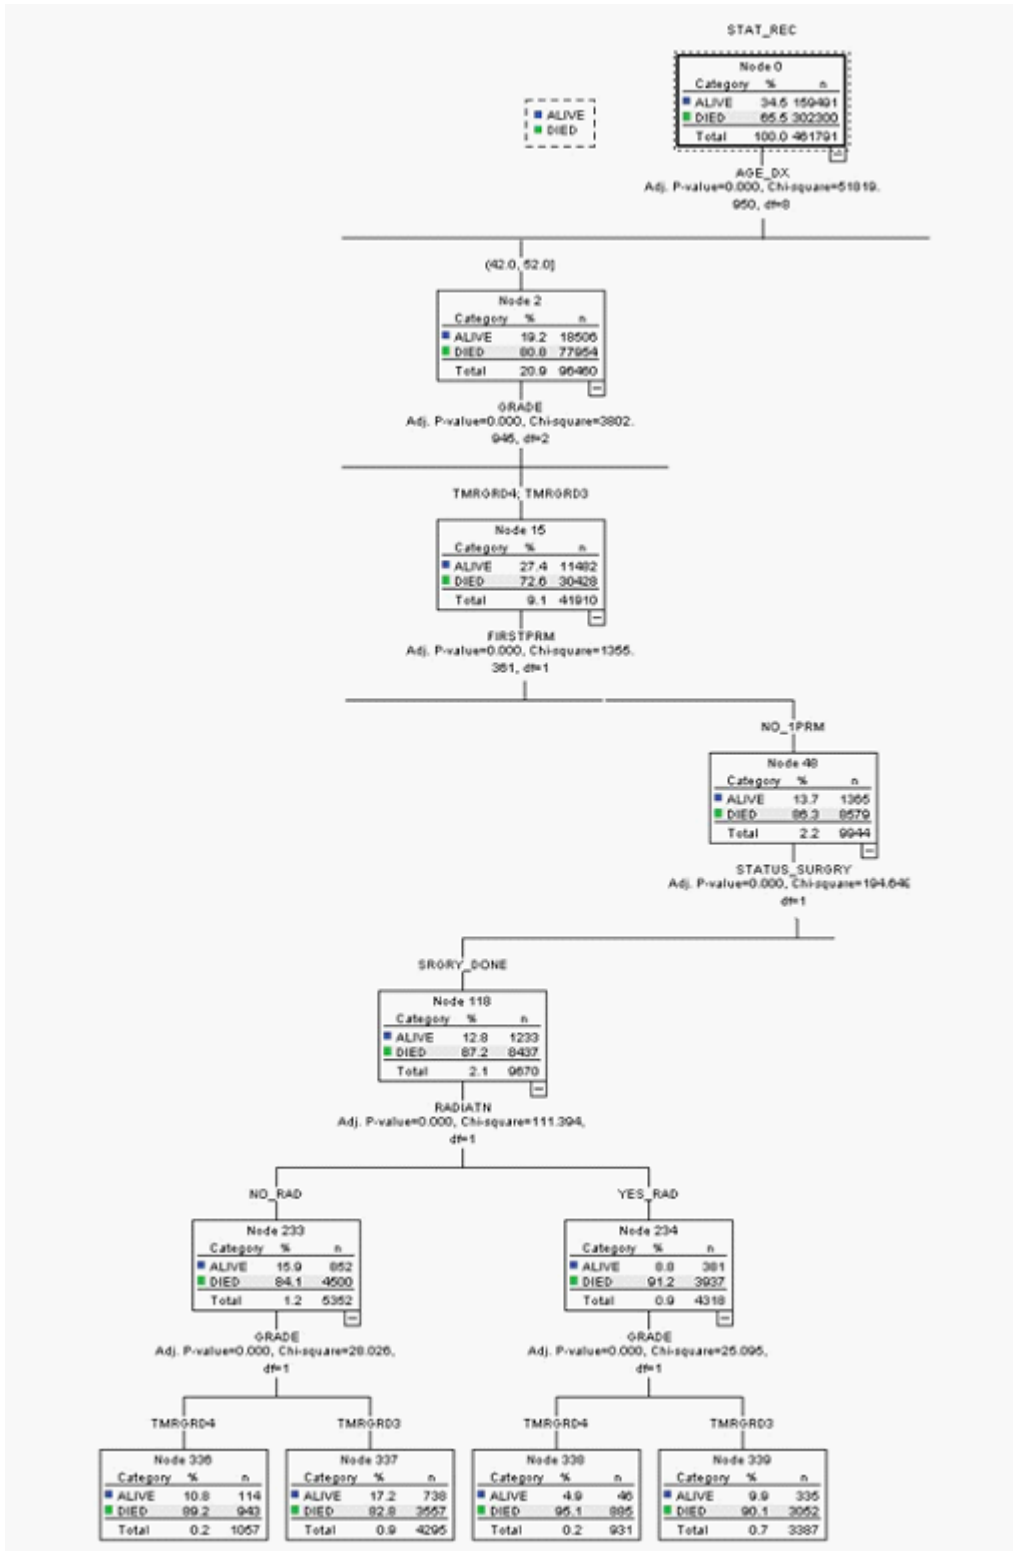 STAT_REC
Node 0
Category % n
ALIVE 34.5 159491
DIED 65.5 302300
Total 100.0 461791
ALIVE
DIED
AGE_DX
Adj. P-value=0.000, Chi-square=51819.
950, df=8
(42.0, 52.0]
Node 2
Category % n
ALIVE 19.2 18506
DIED 80.8 77954
Total 20.9 96460
GRADE
Adj. P-value=0.000, Chi-square=3802.
946, df=2
TMRGRD4; TMRGRD3
Node 15
Category % n
ALIVE 27.4 11482
DIED 72.6 30428
Total 9.1 41910
FIRSTPRM
Adj. P-value=0.000, Chi-square=1355.
361, df=1
NO_1PRM
Node 48
Category % n
ALIVE 13.7 1365
DIED 86.3 8579
Total 2.2 9944
STATUS_SURGRY
Adj. P-value=0.000, Chi-square=194.646
df=1
SRGRY_DONE
Node 118
Category % n
ALIVE 12.8 1233
DIED 87.2 8437
Total 2.1 9670
RADIATN
Adj. P-value=0.000, Chi-square=111.394,
df=1
NO_RAD
YES_RAD
Node 233
Category % n
ALIVE 15.9 852
DIED 84.1 4500
Total 1.2 5352
Node 234
Category % n
ALIVE 8.8 381
DIED 91.2 3937
Total 0.9 4318
GRADE
Adj. P-value=0.000, Chi-square=28.026,
df=1
GRADE
Adj. P-value=0.000, Chi-square=25.095,
df=1
TMRGRD4
TMRGRD3
TMRGRD4
TMRGRD3
Node 336
Category % n
ALIVE 10.8 114
DIED 89.2 943
Total 0.2 1057
Node 337
Category % n
ALIVE 17.2 738
DIED 82.8 3557
Total 0.9 4295
Node 338
Category % n
ALIVE 4.9 46
DIED 95.1 885
Total 0.2 931
Node 339
Category % n
ALIVE 9.9 335
DIED 90.1 3052
Total 0.7 3387